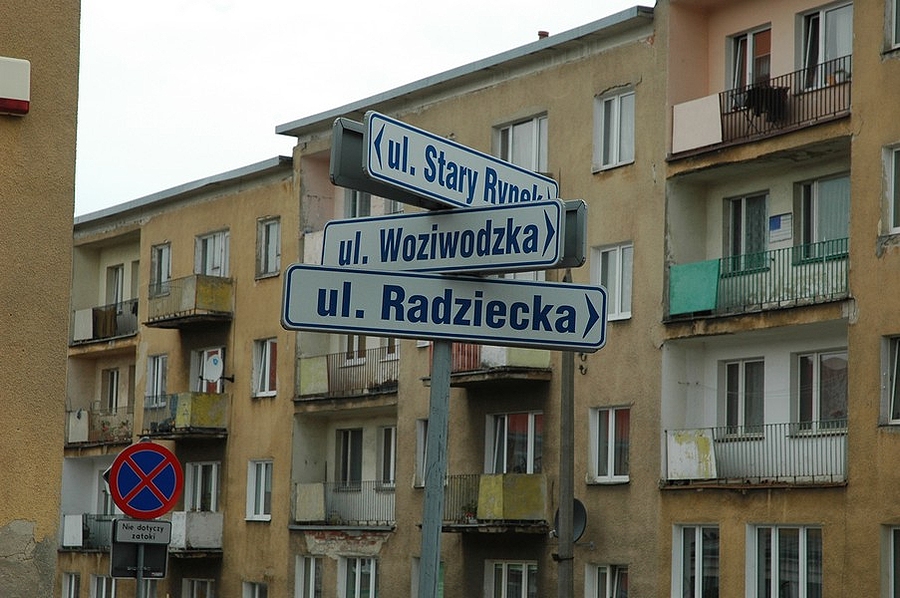 ul. Stary Rynek
ul. Woziwodzka
ul. Radziecka
Nie dotyczy
zatoki